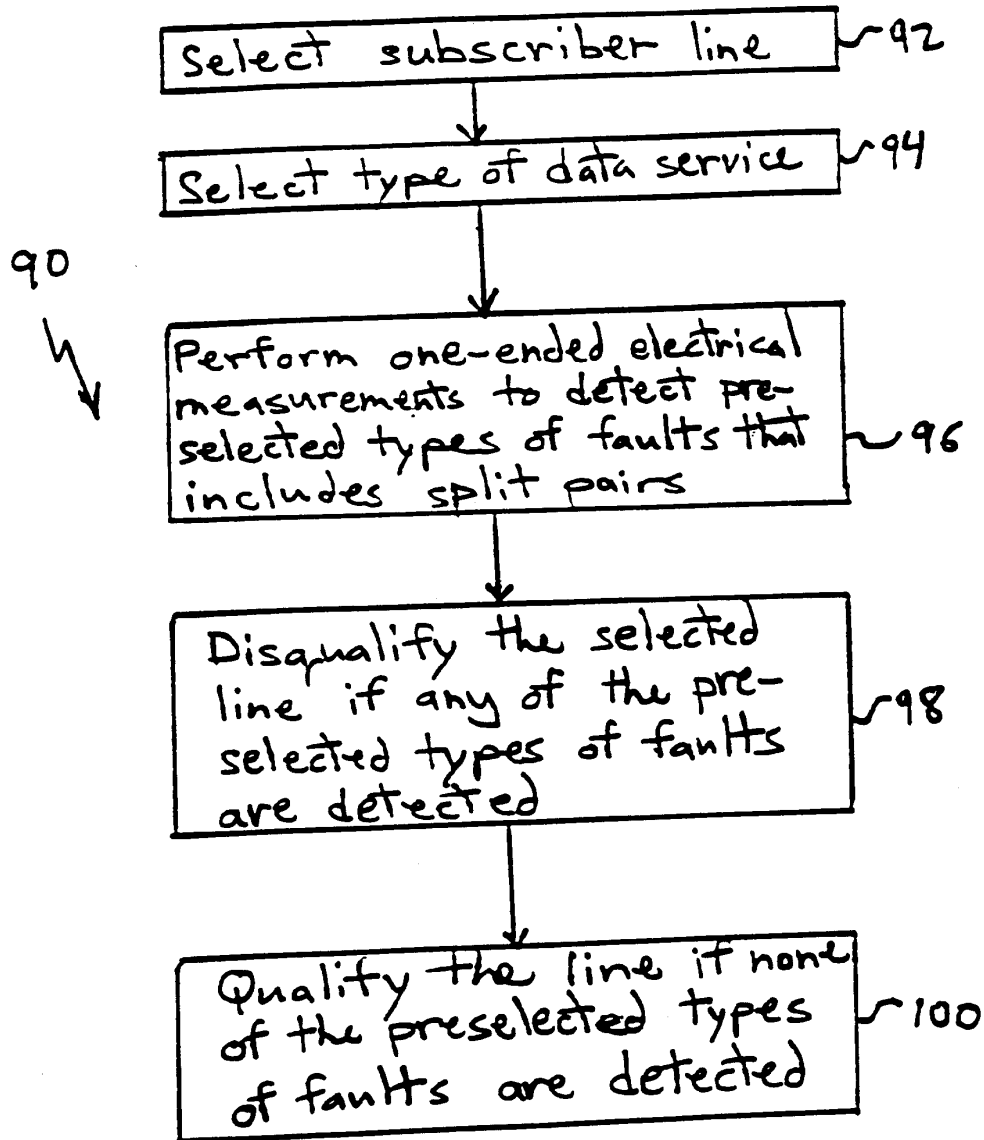 Select subscriber line
92
Select type of data service
94
90
Perform one-ended electrical
measurements to detect pre-
selected types of faults that
includes split pairs
96
Disqualify the selected
line if any of the pre-
selected types of faults
are detected
98
Qualify the line if none
of the preselected types
of faults are detected
100